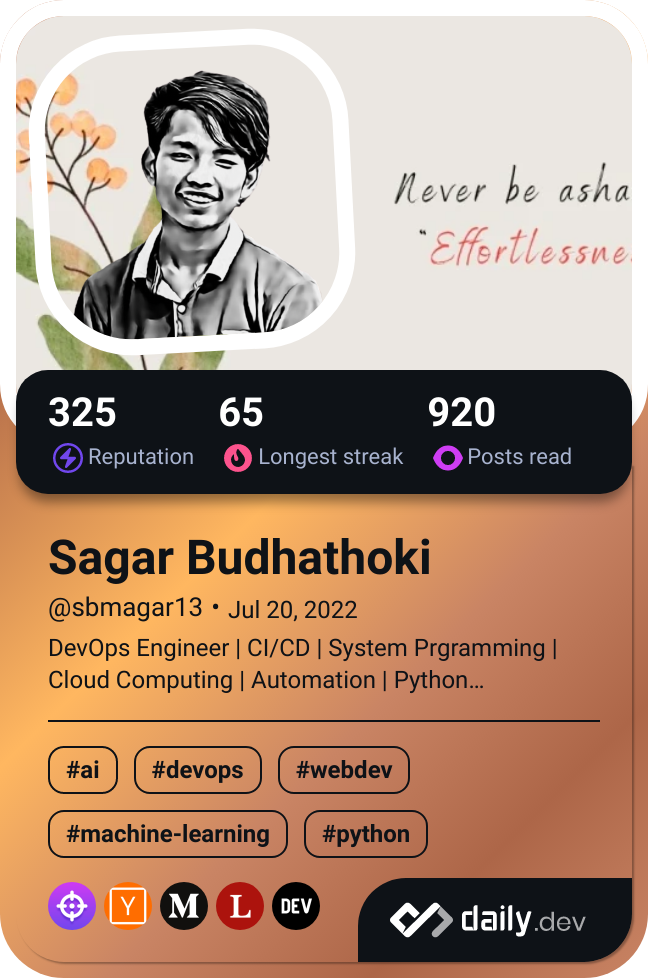 Never be asha
"Effortlessne
325 65 920
Reputation Longest streak Posts read
Sagar Budhathoki
@sbmagar13 • Jul 20, 2022
DevOps Engineer | CI/CD | System Prgramming |
Cloud Computing | Automation | Python...
#ai #devops #webdev
#machine-learning #python
Y M L DEV daily.dev